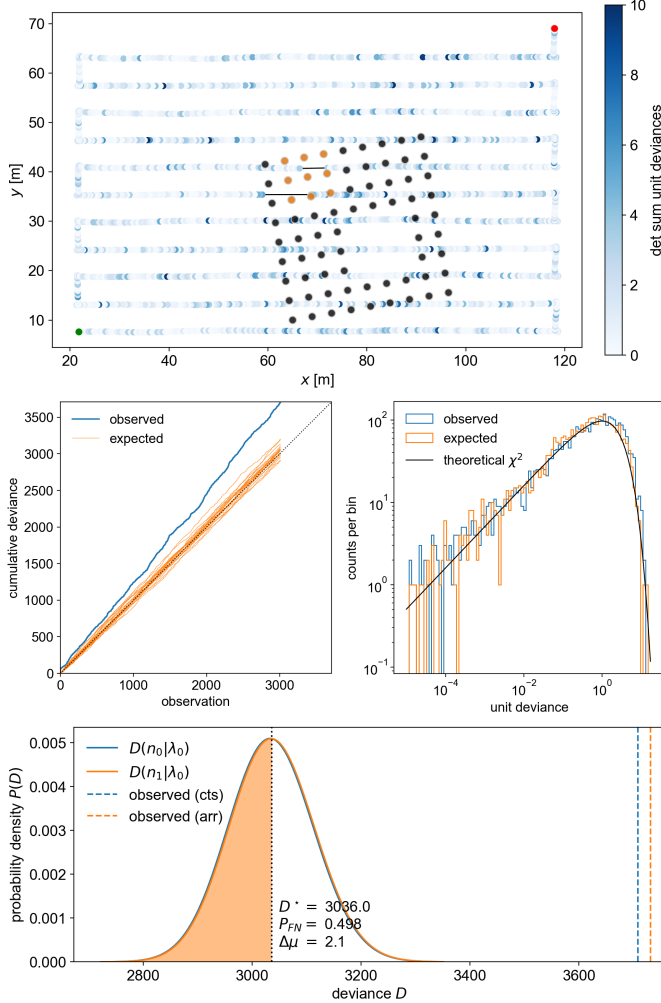 70
60
50
40
30
20
10
y [m]
20
40
60
80
100
120
x [m]
10
8
6
4
2
0
det sum unit deviances
3500
3000
2500
2000
1500
1000
500
0
cumulative deviance
observed
expected
0
1000
2000
3000
observation
10²
10¹
10⁰
10⁻¹
counts per bin
observed
expected
theoretical χ²
10⁻⁴
10⁻²
10⁰
unit deviance
0.005
0.004
0.003
0.002
0.001
0.000
probability density P(D)
D(n₀|λ₀)
D(n₁|λ₀)
observed (cts)
observed (arr)
D* = 3036.0
P_FN = 0.498
Δμ = 2.1
2800
3000
3200
3400
3600
deviance D